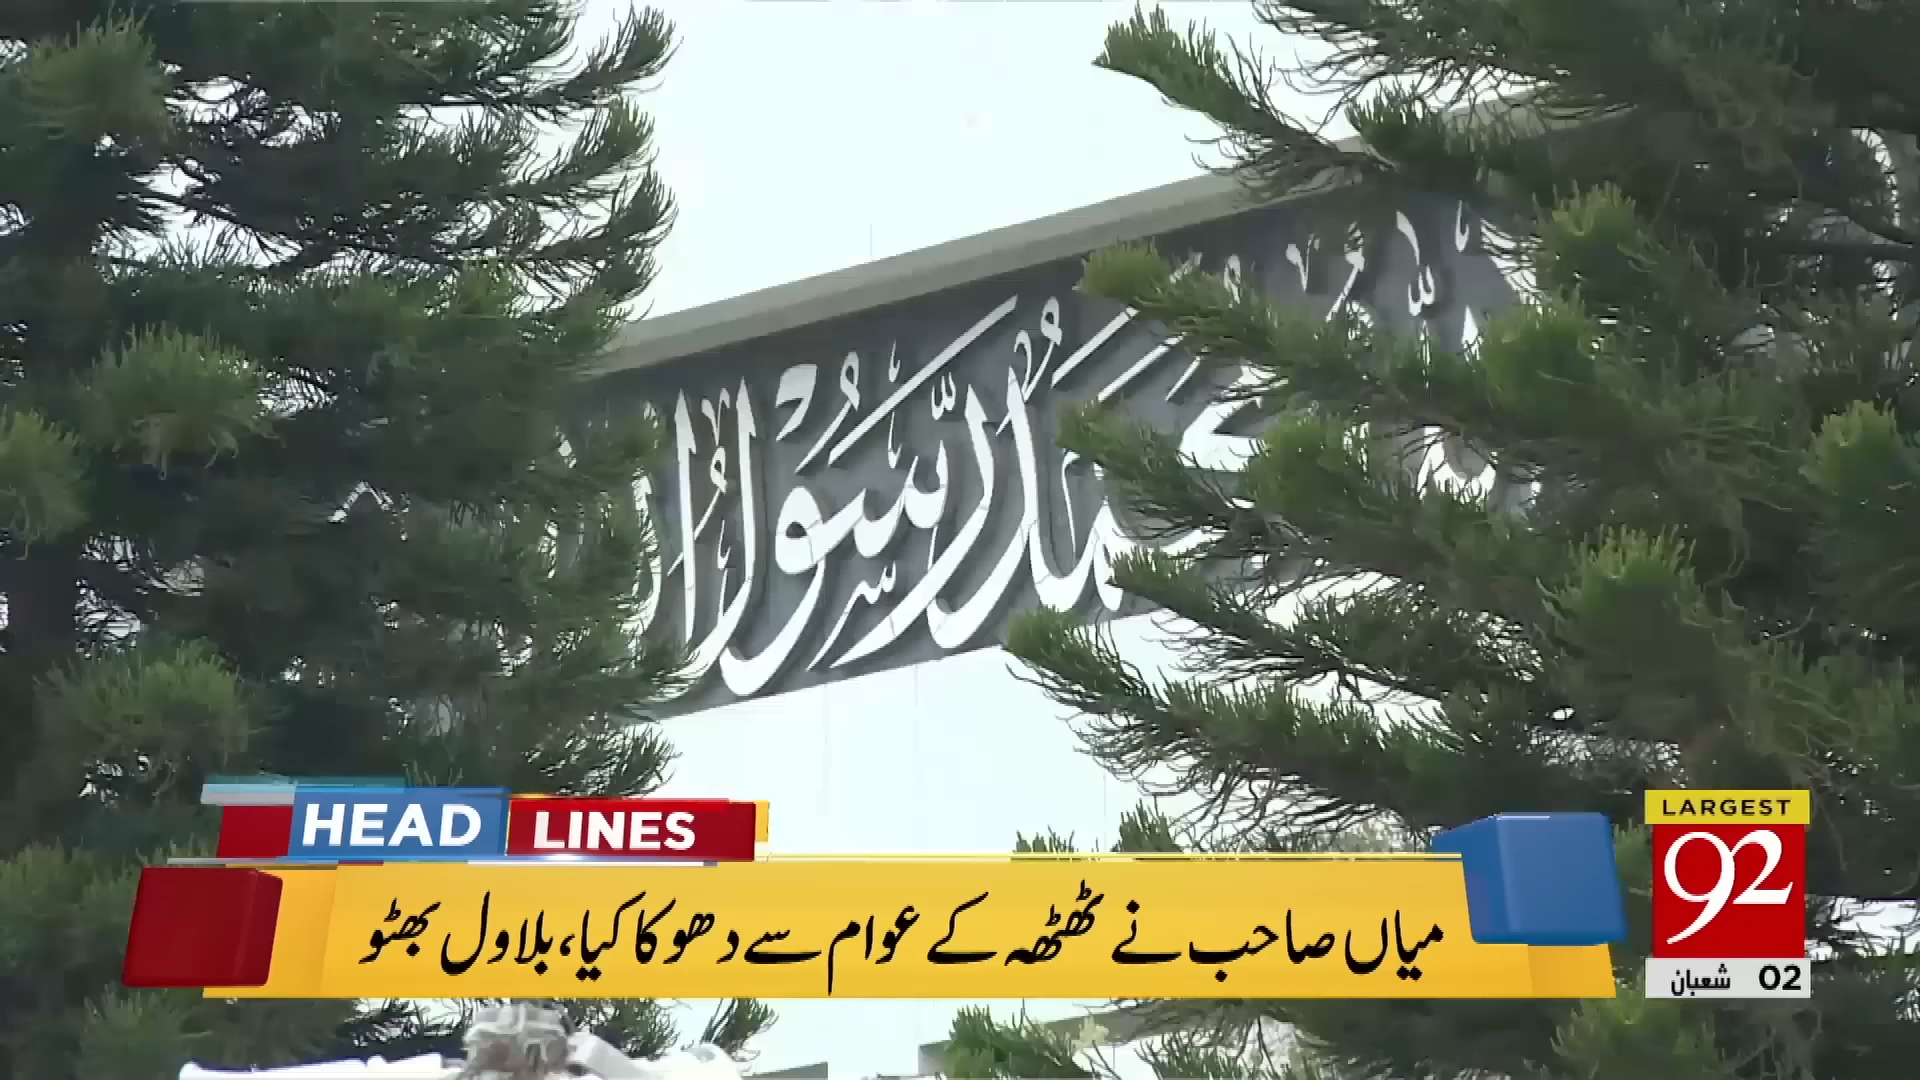 محمد رسول
HEAD LINES
میاں صاحب نے ٹھٹھہ کے عوام سے دھوکا کیا، بلاول بھٹو
LARGEST
92
02 شعبان